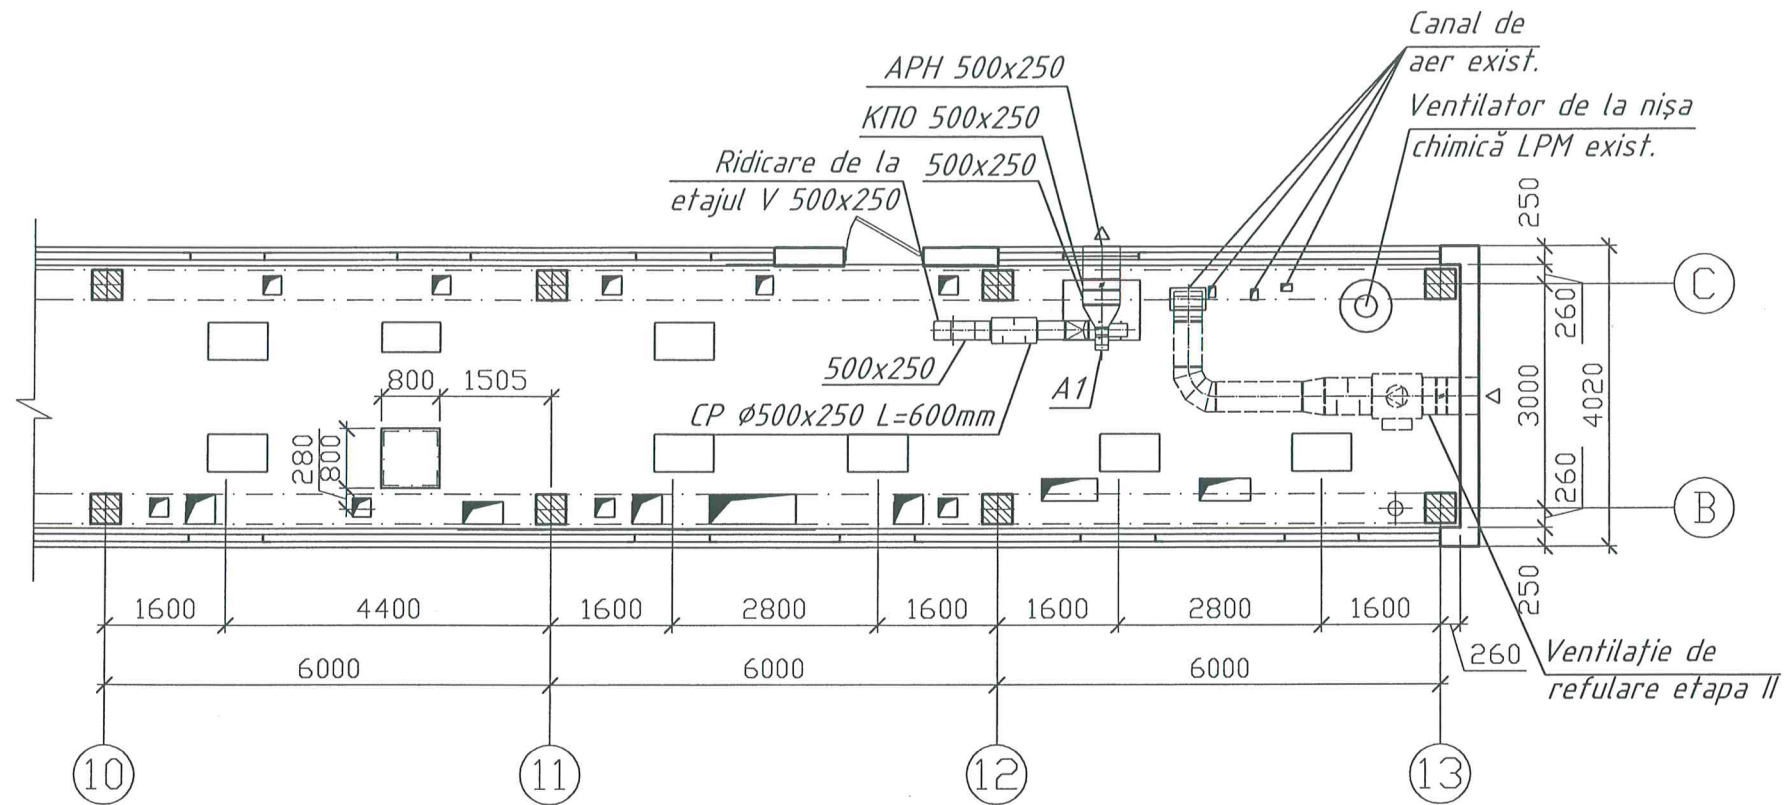 Canal de
aer exist.
АРН 500x250
КПО 500x250
Ventilator de la nișa
chimică LPM exist.
Ridicare de la
etajul V 500x250
500x250
250
C
260
3000
4020
260
B
250
500x250
A1
CP Φ500x250 L=600mm
800
1505
280
800
1600
4400
1600
2800
1600
1600
2800
1600
6000
6000
6000
260
Ventilație de
refulare etapa II
10
11
12
13